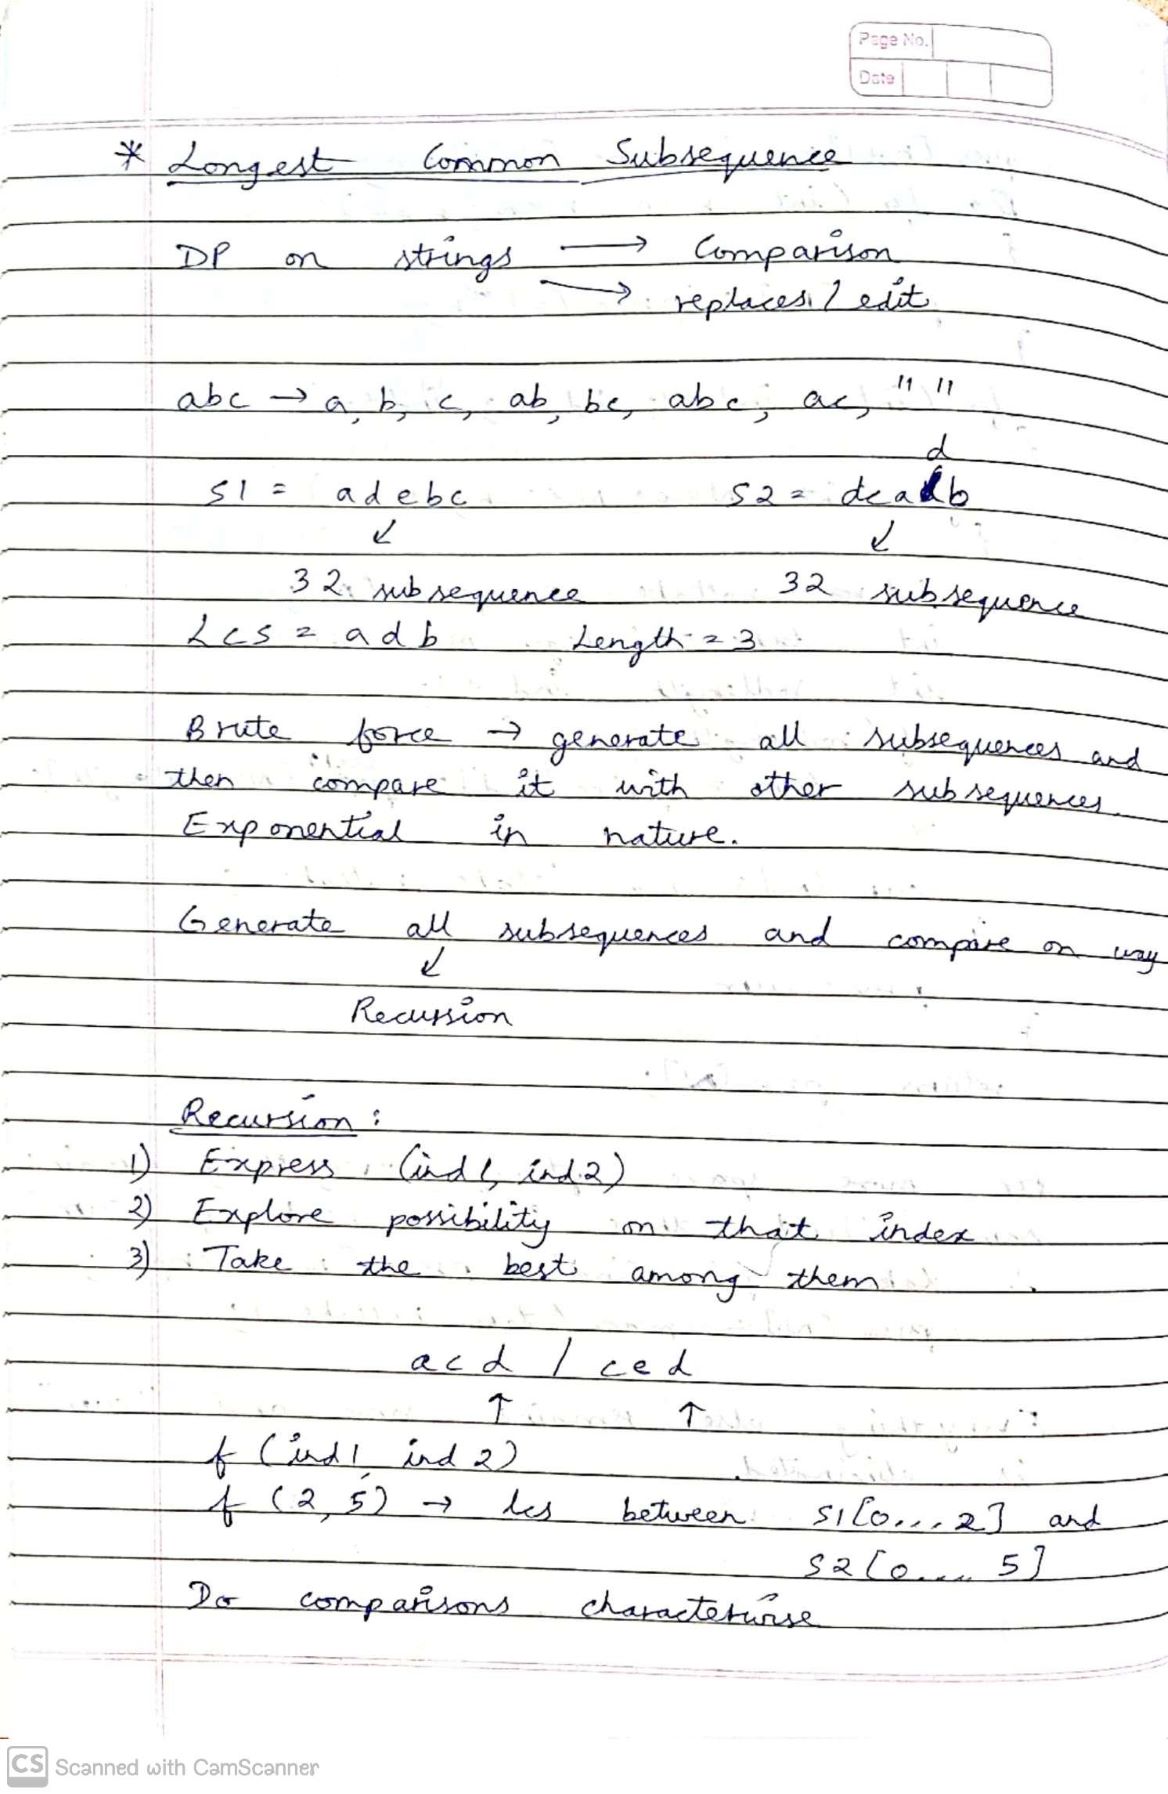 Page No.
Date
* Longest Common Subsequence
DP on strings → Comparison
→ replaces / edit
abc → a, b, c, ab, bc, abc, ac, " "
d
S1 = adebc S2 = dcab
↙ ↙
32 subsequence 32 subsequence
LCS = adb Length = 3
Brute force → generate all subsequences and
then compare it with other subsequences.
Exponential in nature.
Generate all subsequences and compare on way
↙
Recursion
Recursion :
1) Express (ind1, ind2)
2) Explore possibility on that index
3) Take the best among them
acd / ced
↑ ↑
f (ind1, ind2)
f (2, 5) → lcs between S1[0...2] and
S2[0.... 5]
Do comparisons characterwise
CS Scanned with CamScanner